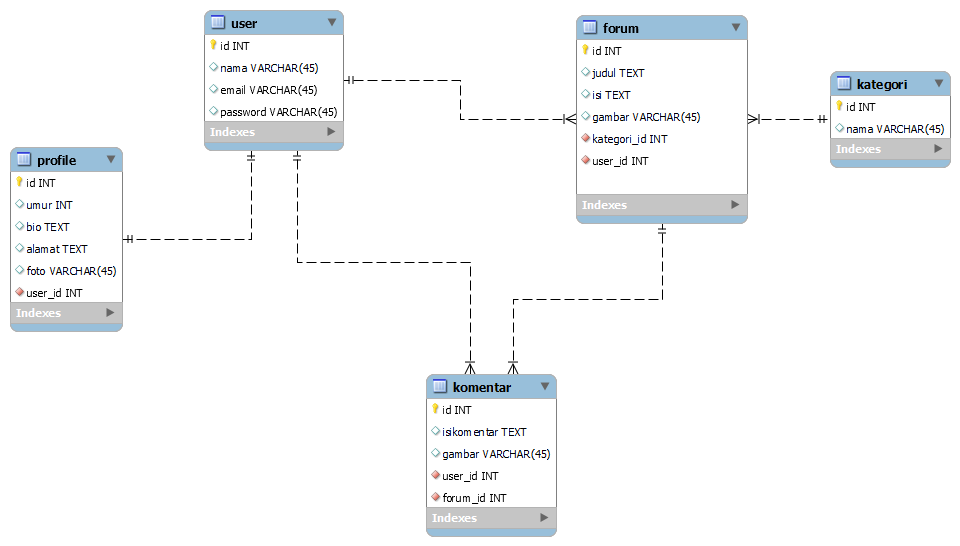 user
id INT
nama VARCHAR(45)
email VARCHAR(45)
password VARCHAR(45)
Indexes
forum
id INT
judul TEXT
isi TEXT
gambar VARCHAR(45)
kategori_id INT
user_id INT
Indexes
kategori
id INT
nama VARCHAR(45)
Indexes
profile
id INT
umur INT
bio TEXT
alamat TEXT
foto VARCHAR(45)
user_id INT
Indexes
komentar
id INT
isikomentar TEXT
gambar VARCHAR(45)
user_id INT
forum_id INT
Indexes